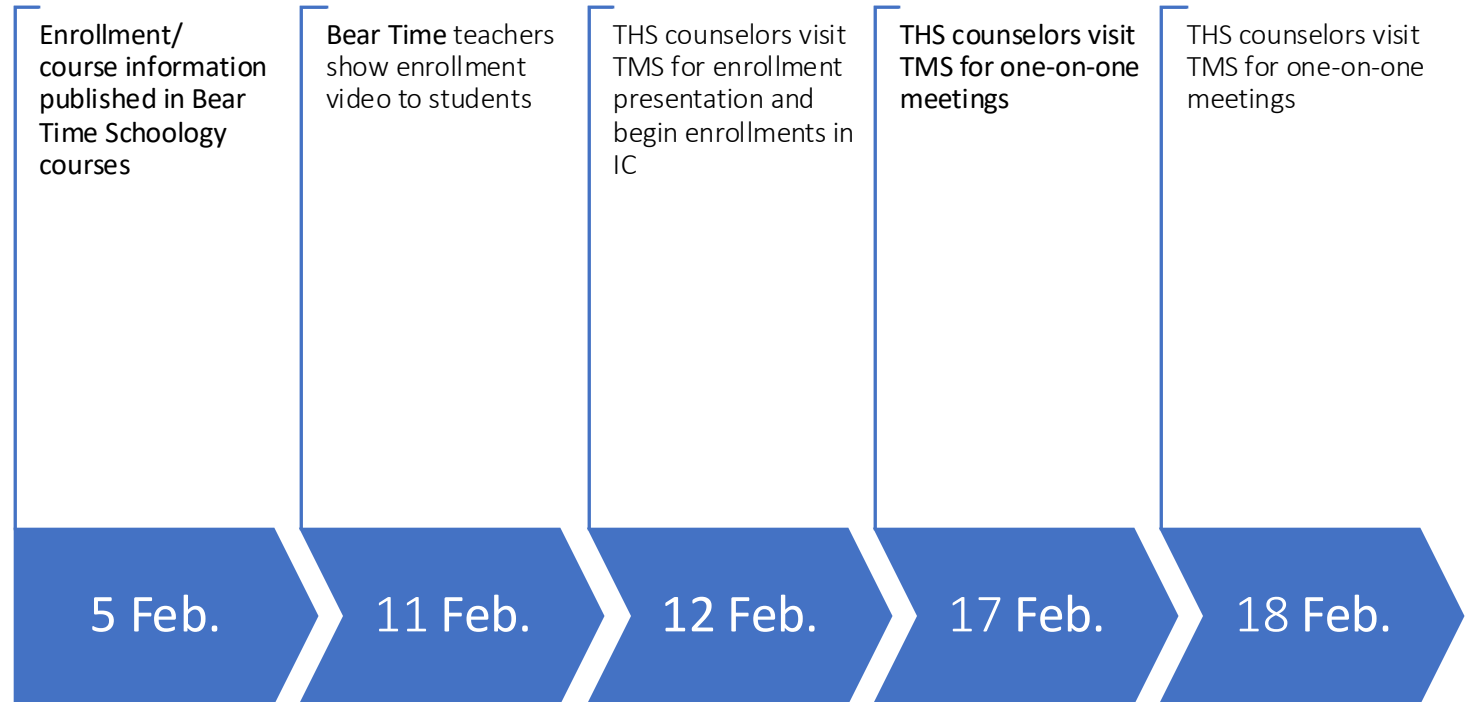 Enrollment/
course information
published in Bear
Time Schoology
courses
Bear Time teachers
show enrollment
video to students
THS counselors visit
TMS for enrollment
presentation and
begin enrollments in
IC
THS counselors visit
TMS for one-on-one
meetings
THS counselors visit
TMS for one-on-one
meetings
5 Feb.
11 Feb.
12 Feb.
17 Feb.
18 Feb.